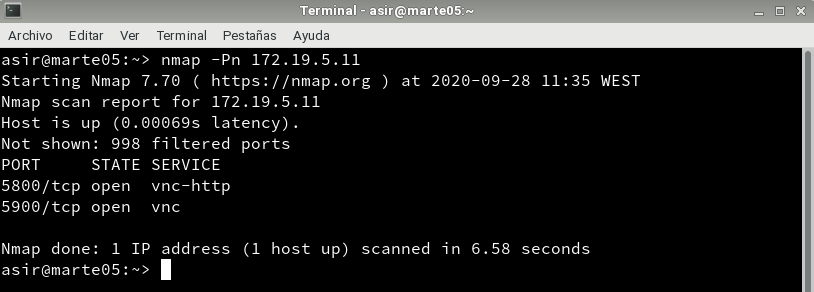 Terminal - asir@marte05:~
Archivo Editar Ver Terminal Pestañas Ayuda
asir@marte05:~> nmap -Pn 172.19.5.11
Starting Nmap 7.70 ( https://nmap.org ) at 2020-09-28 11:35 WEST
Nmap scan report for 172.19.5.11
Host is up (0.00069s latency).
Not shown: 998 filtered ports
PORT     STATE SERVICE
5800/tcp open  vnc-http
5900/tcp open  vnc
Nmap done: 1 IP address (1 host up) scanned in 6.58 seconds
asir@marte05:~>